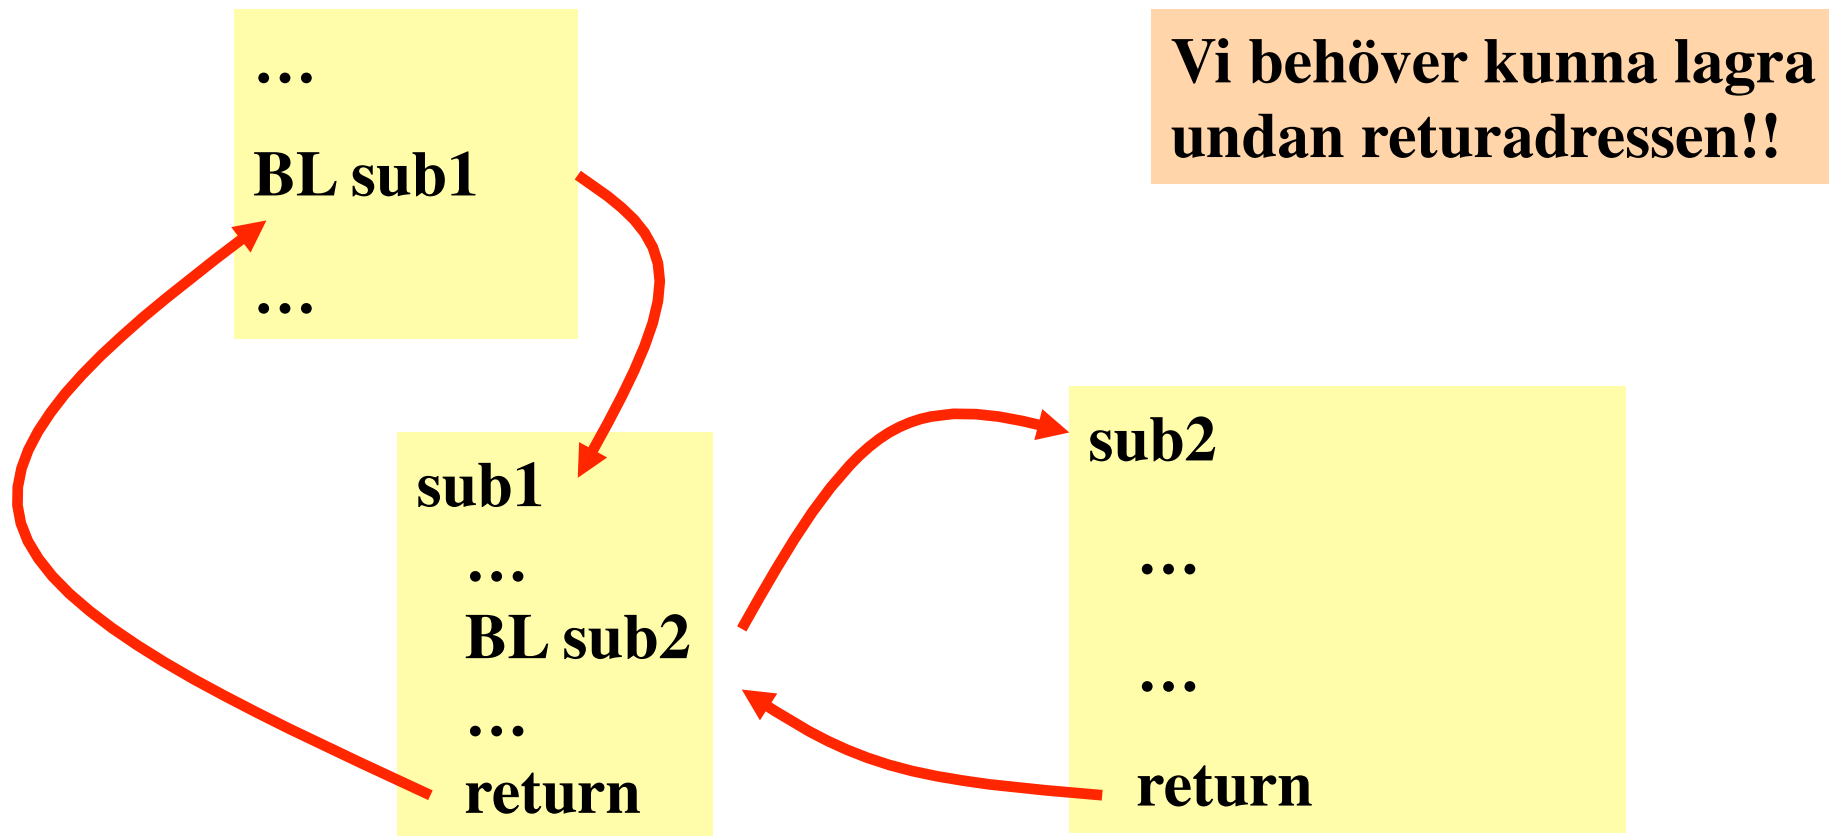 …
BL sub1
…
Vi behöver kunna lagra
undan returadressen!!
sub1
…
BL sub2
…
return
sub2
…
…
return